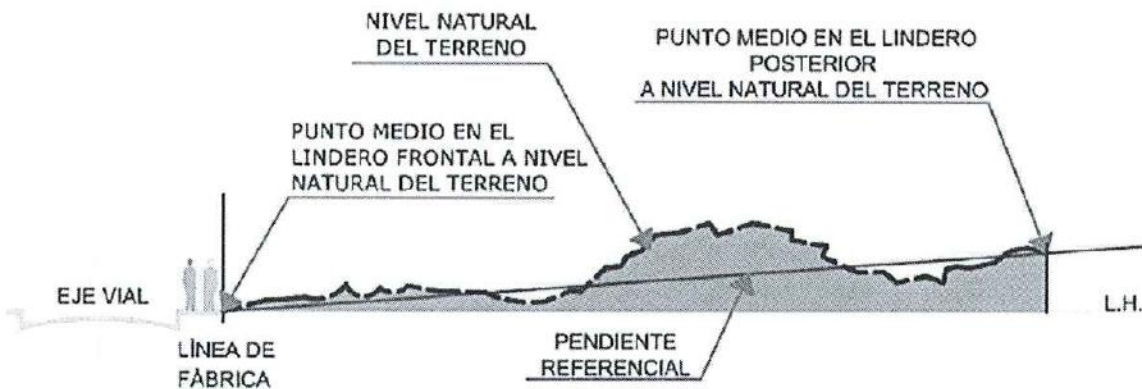 NIVEL NATURAL
DEL TERRENO
PUNTO MEDIO EN EL LINDERO
POSTERIOR
A NIVEL NATURAL DEL TERRENO
PUNTO MEDIO EN EL
LINDERO FRONTAL A NIVEL
NATURAL DEL TERRENO
EJE VIAL
L.H.
LÍNEA DE
FÁBRICA
PENDIENTE
REFERENCIAL